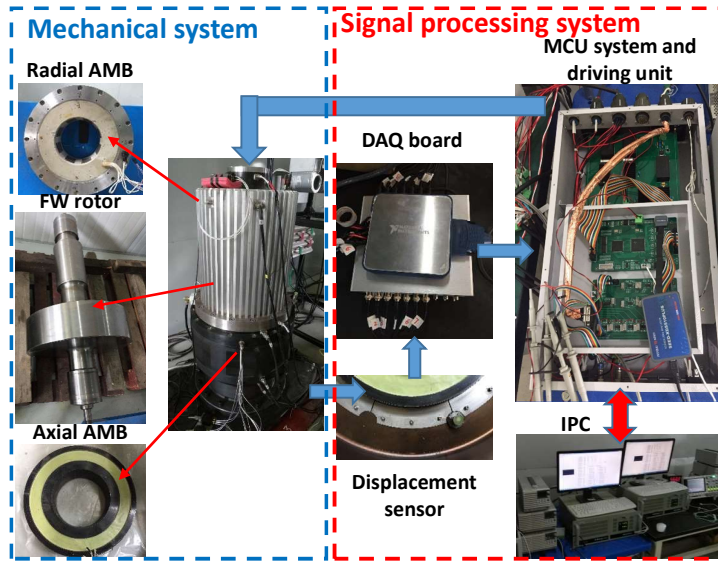 Mechanical system
Signal processing system
Radial AMB
MCU system and
driving unit
DAQ board
FW rotor
Axial AMB
Displacement
sensor
IPC